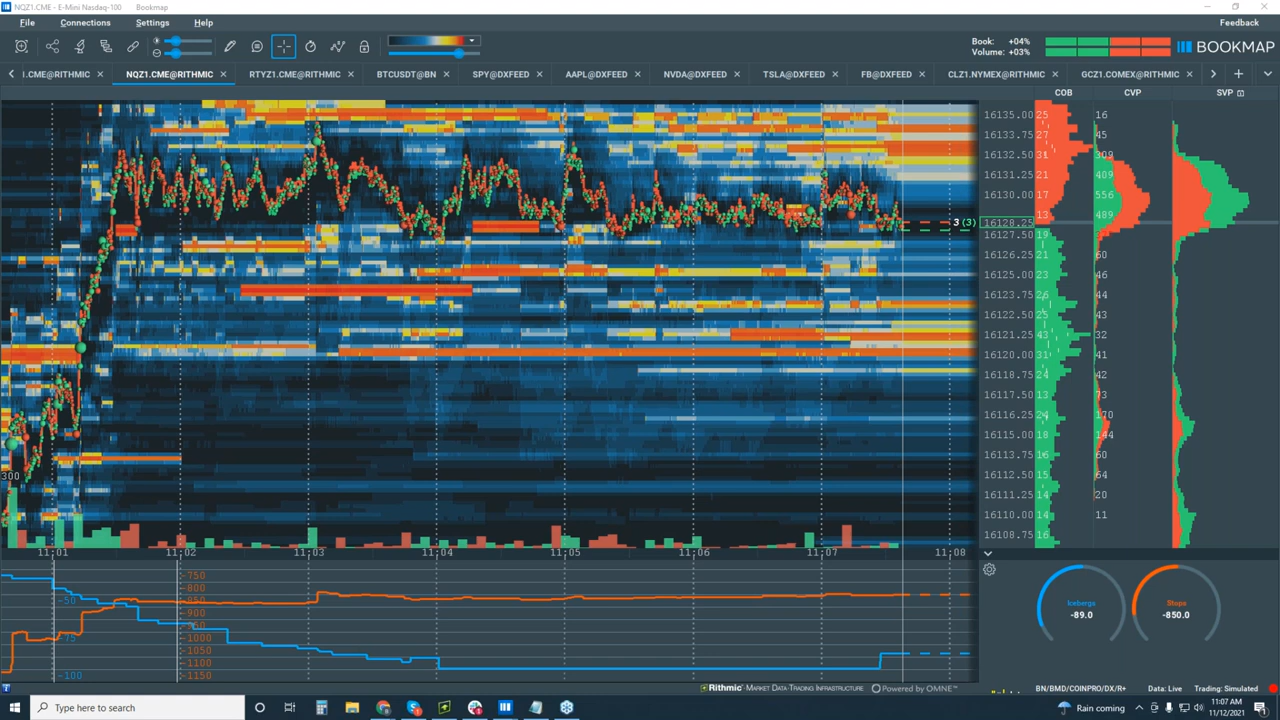 NQZ1.CME - E-Mini Nasdaq-100 Bookmap
File Connections Settings Help
Feedback
Book: +04%
Volume: +03%
BOOKMAP
I.CME@RITHMIC × NQZ1.CME@RITHMIC × RTYZ1.CME@RITHMIC × BTCUSDT@BN × SPY@DXFEED × AAPL@DXFEED × NVDA@DXFEED × TSLA@DXFEED × FB@DXFEED × CLZ1.NYMEX@RITHMIC × GCZ1.COMEX@RITHMIC ×
COB CVP SVP
16135.00 25 16
16133.75 27 45
16132.50 31 309
16131.25 21 409
16130.00 17 556
13 489
3 (3) 16128.25
16127.50 19
16126.25 21 60
16125.00 23 46
16123.75 26 44
16122.50 25 43
16121.25 43 32
16120.00 31 41
16118.75 24 42
16117.50 13 73
16116.25 24 170
16115.00 18 144
16113.75 16 60
16112.50 15 64
300
16111.25 14 20
16110.00 14 11
16108.75 16
11:01 11:02 11:03 11:04 11:05 11:06 11:07 11:08
-750
-800
-850
-50 -900
-950
-75 -1000
-1050
-100 -1100
-1150
Icebergs
-89.0
Stops
-850.0
Rithmic - MARKET DATA-TRADING INFRASTRUCTURE Powered by OMNE™
BN/BMD/COINPRO/DX/R+ Data: Live Trading: Simulated
Type here to search
Rain coming
11:07 AM
11/12/2021